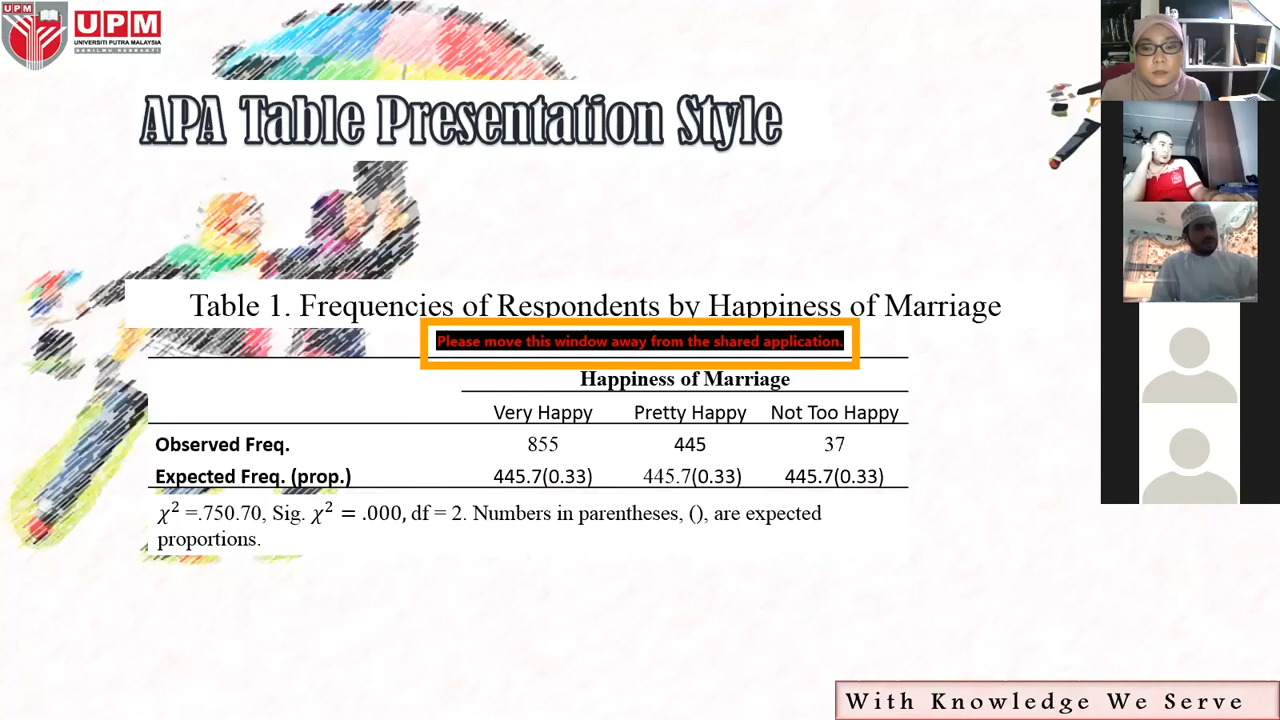 UPM
UPM
UNIVERSITI PUTRA MALAYSIA
BERILMU BERBAKTI
APA Table Presentation Style
Table 1. Frequencies of Respondents by Happiness of Marriage
Please move this window away from the shared application.
Happiness of Marriage
Very Happy Pretty Happy Not Too Happy
Observed Freq. 855 445 37
Expected Freq. (prop.) 445.7(0.33) 445.7(0.33) 445.7(0.33)
χ² =.750.70, Sig. χ² = .000, df = 2. Numbers in parentheses, (), are expected
proportions.
With Knowledge We Serve